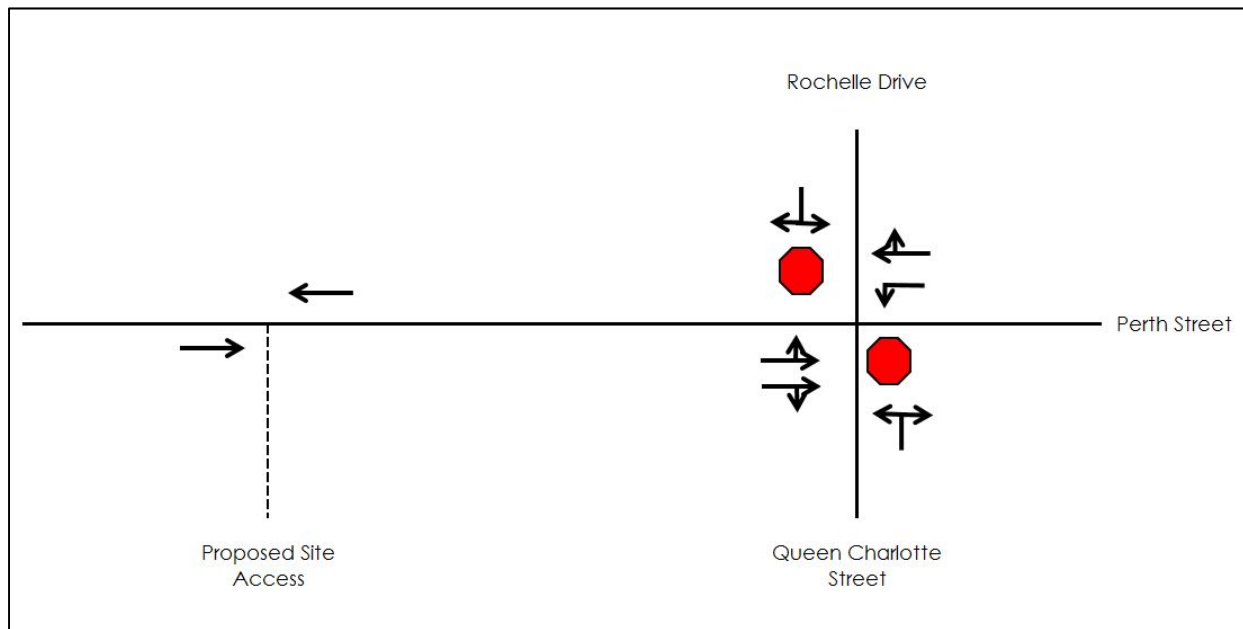 Rochelle Drive
Perth Street
Proposed Site
Access
Queen Charlotte
Street